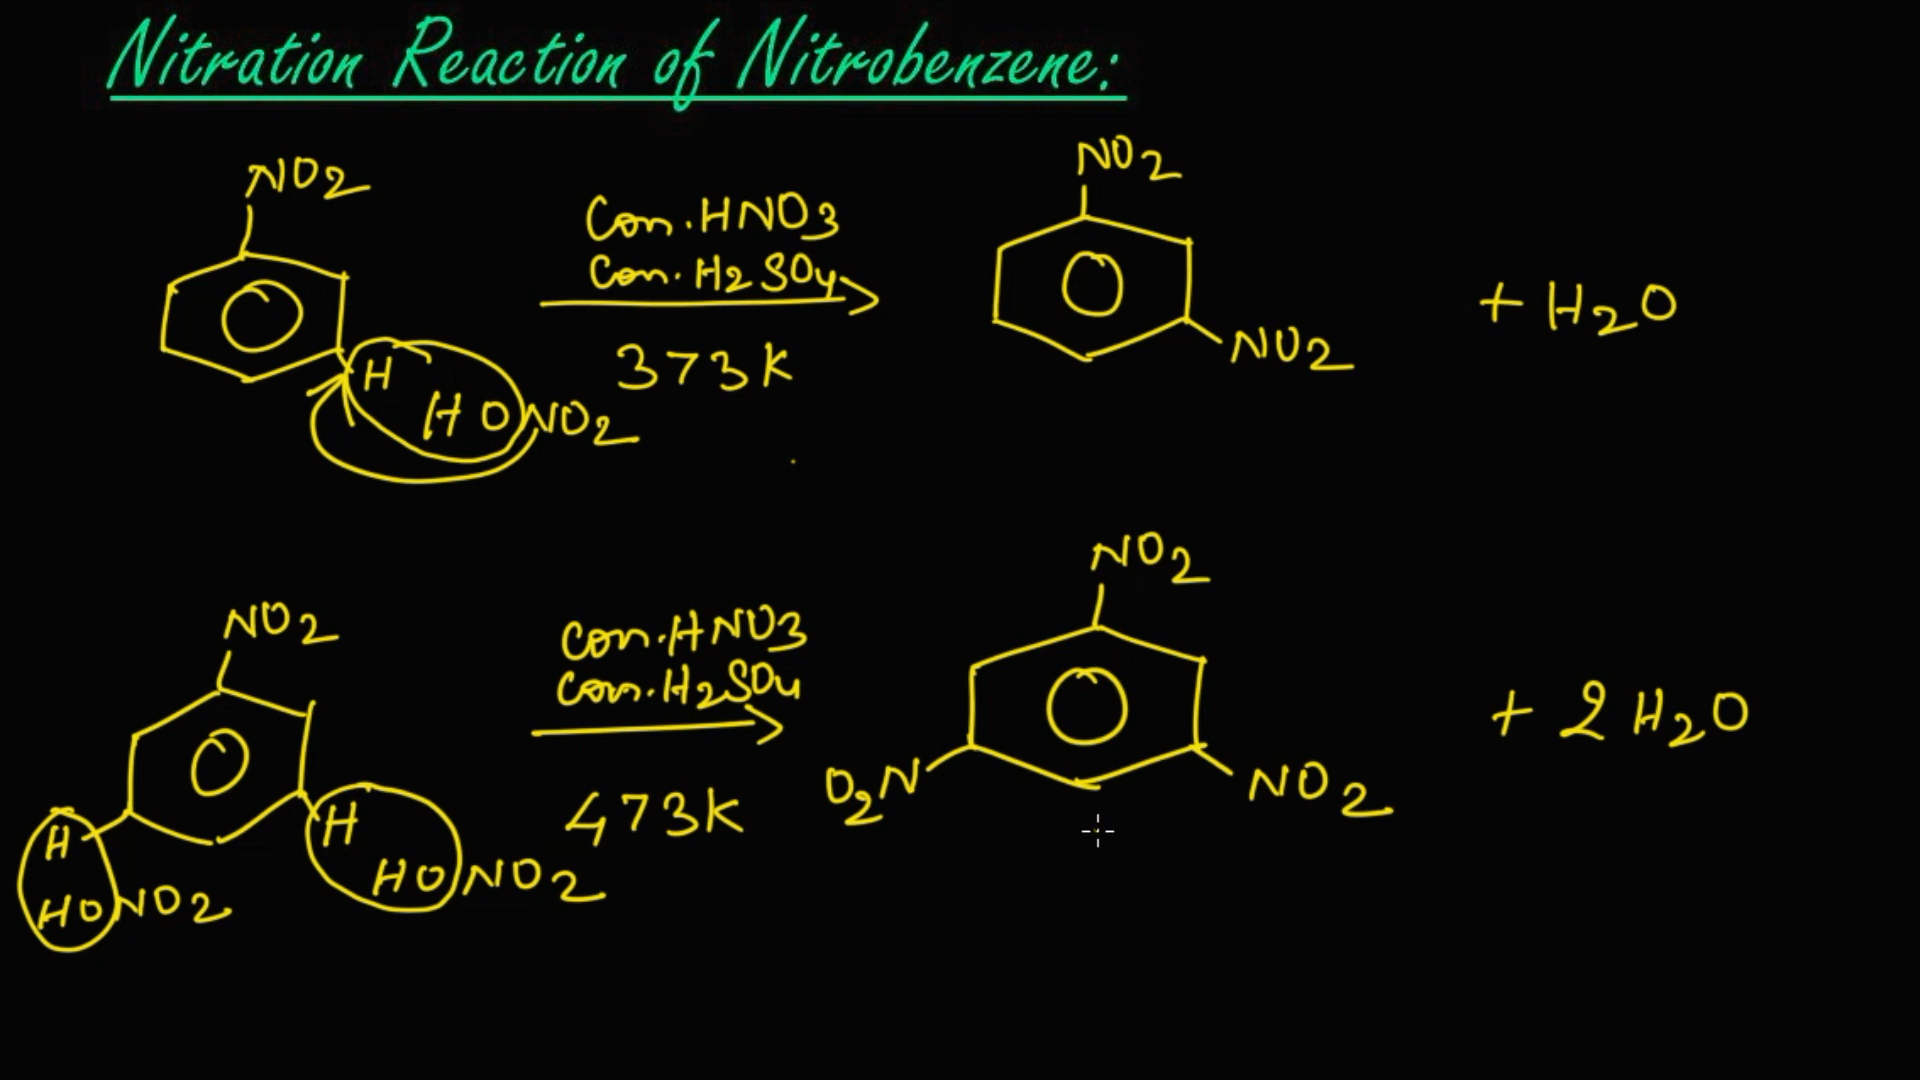 Nitration Reaction of Nitrobenzene:
NO2
Con.HNO3
Con.H2SO4
373K
H
HONO2
NO2
NO2
+ H2O
NO2
Con.HNO3
Con.H2SO4
473K
H
HONO2
H
HONO2
NO2
O2N
NO2
+ 2H2O